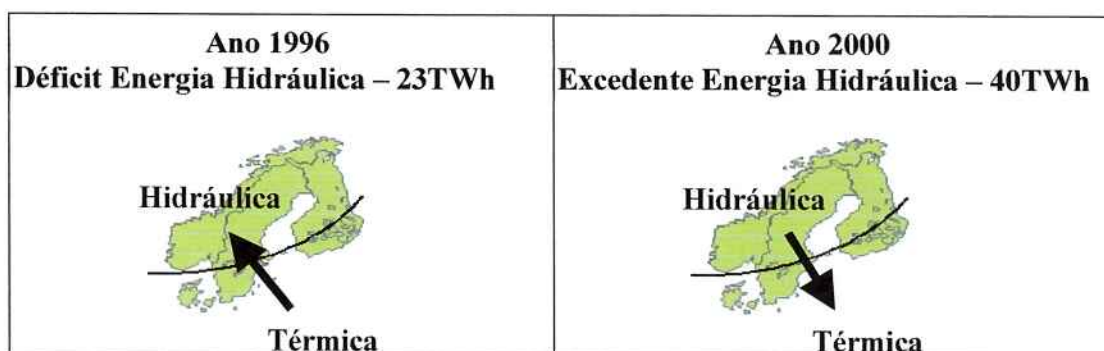 Ano 1996
Déficit Energia Hidráulica – 23TWh
Hidráulica
Térmica
Ano 2000
Excedente Energia Hidráulica – 40TWh
Hidráulica
Térmica